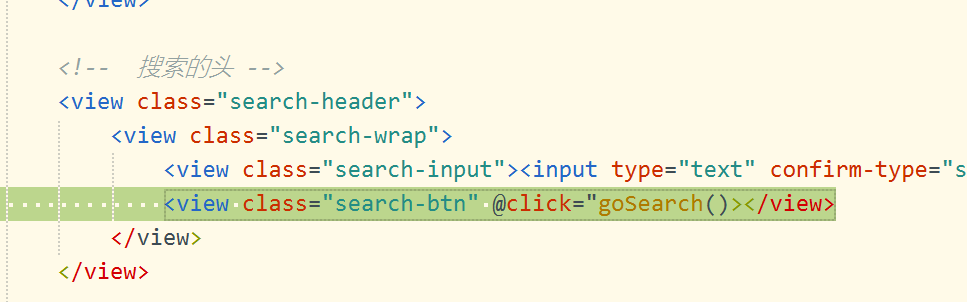 </view>
<!-- 搜索的头 -->
<view class="search-header">
<view class="search-wrap">
<view class="search-input"><input type="text" confirm-type="s
<view class="search-btn" @click="goSearch()></view>
</view>
</view>